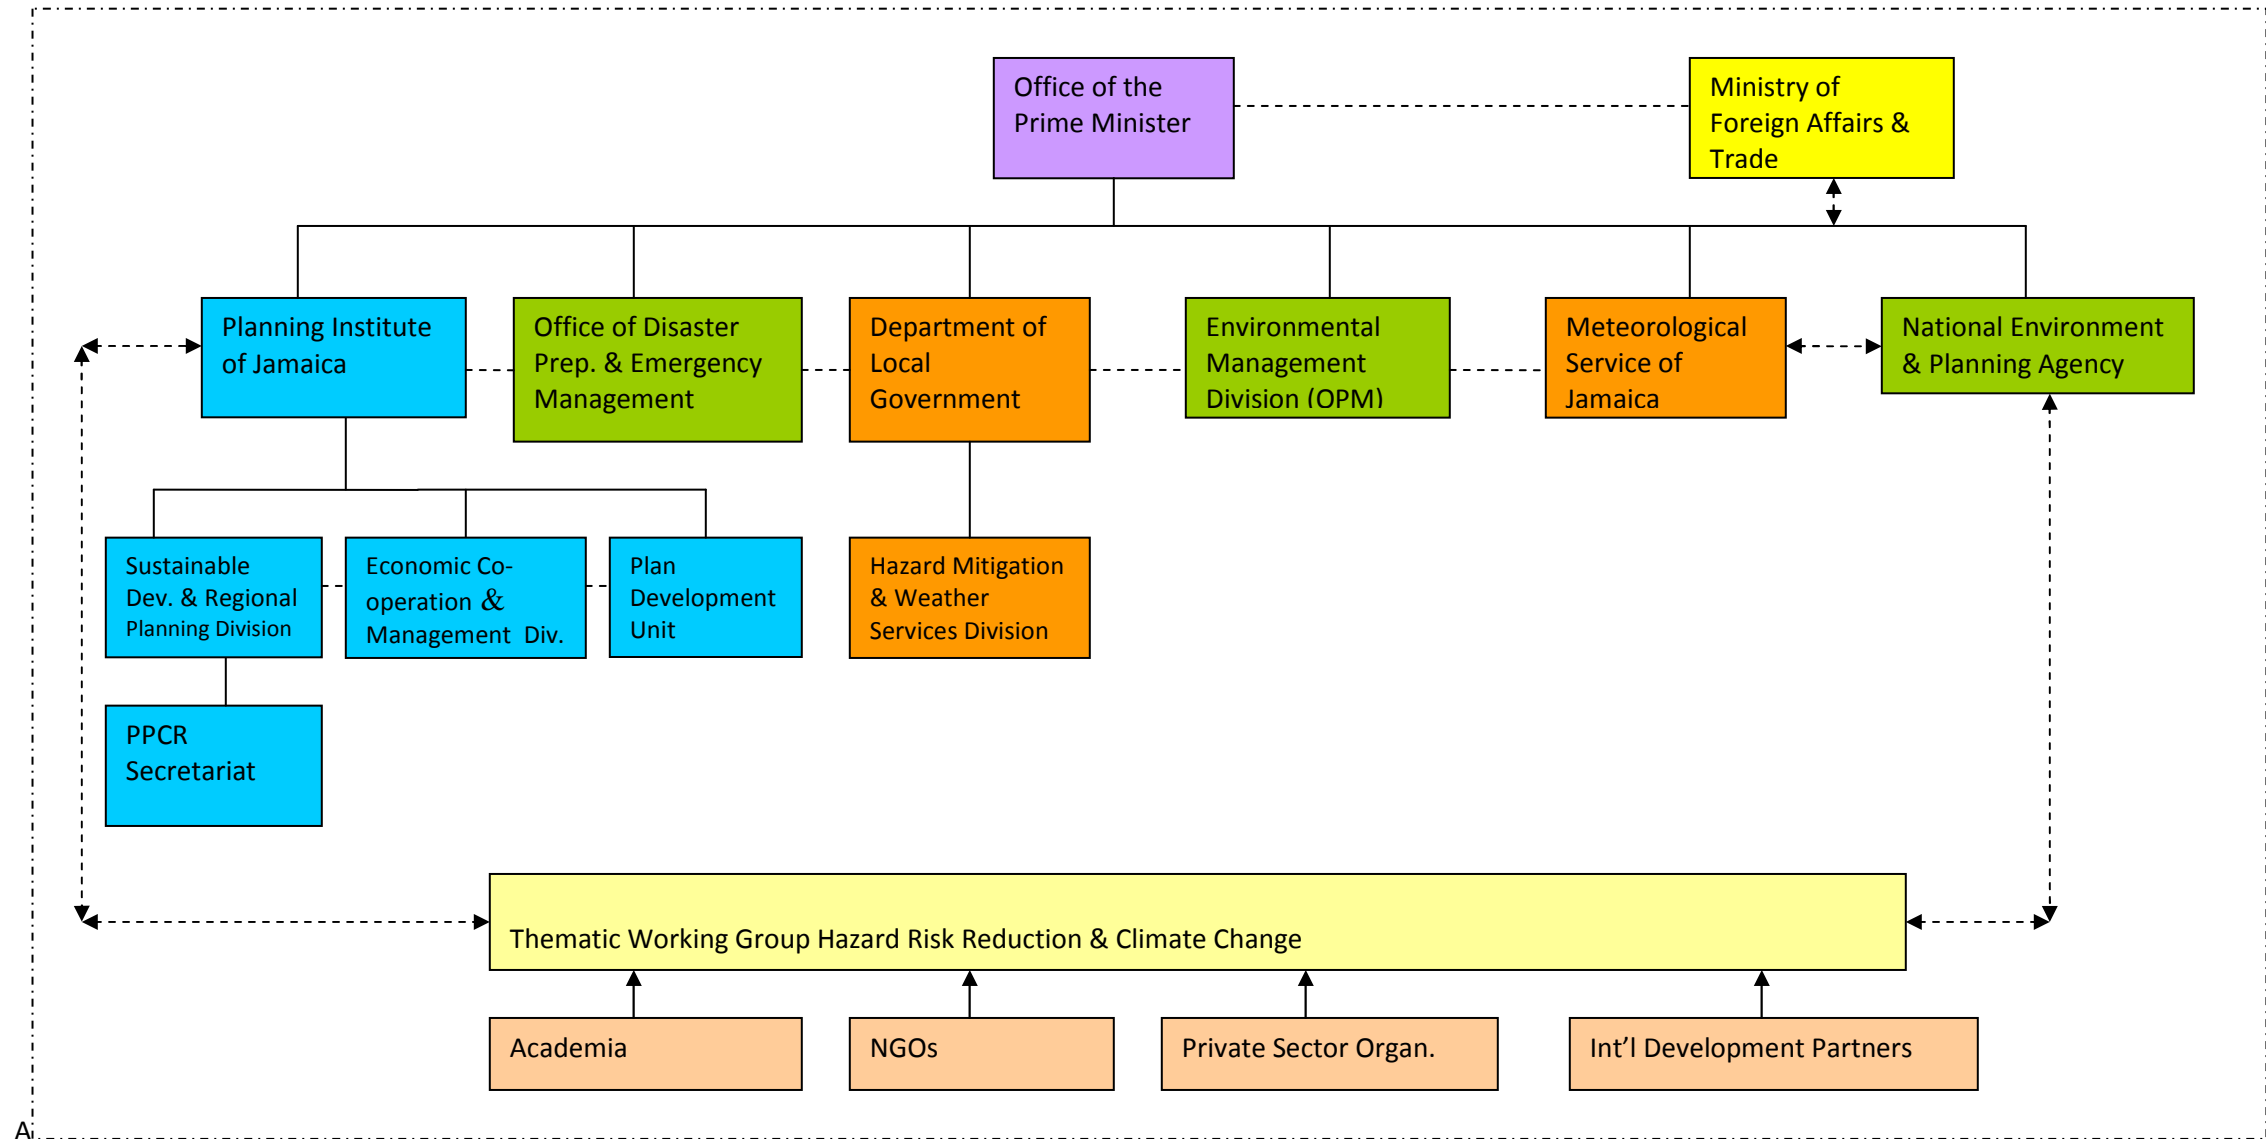 Office of the
Prime Minister
Ministry of
Foreign Affairs &
Trade
Planning Institute
of Jamaica
Office of Disaster
Prep. & Emergency
Management
Department of
Local
Government
Environmental
Management
Division (OPM)
Meteorological
Service of
Jamaica
National Environment
& Planning Agency
Sustainable
Dev. & Regional
Planning Division
Economic Co-
operation &
Management Div.
Plan
Development
Unit
Hazard Mitigation
& Weather
Services Division
PPCR
Secretariat
Thematic Working Group Hazard Risk Reduction & Climate Change
Academia
NGOs
Private Sector Organ.
Int’l Development Partners
A